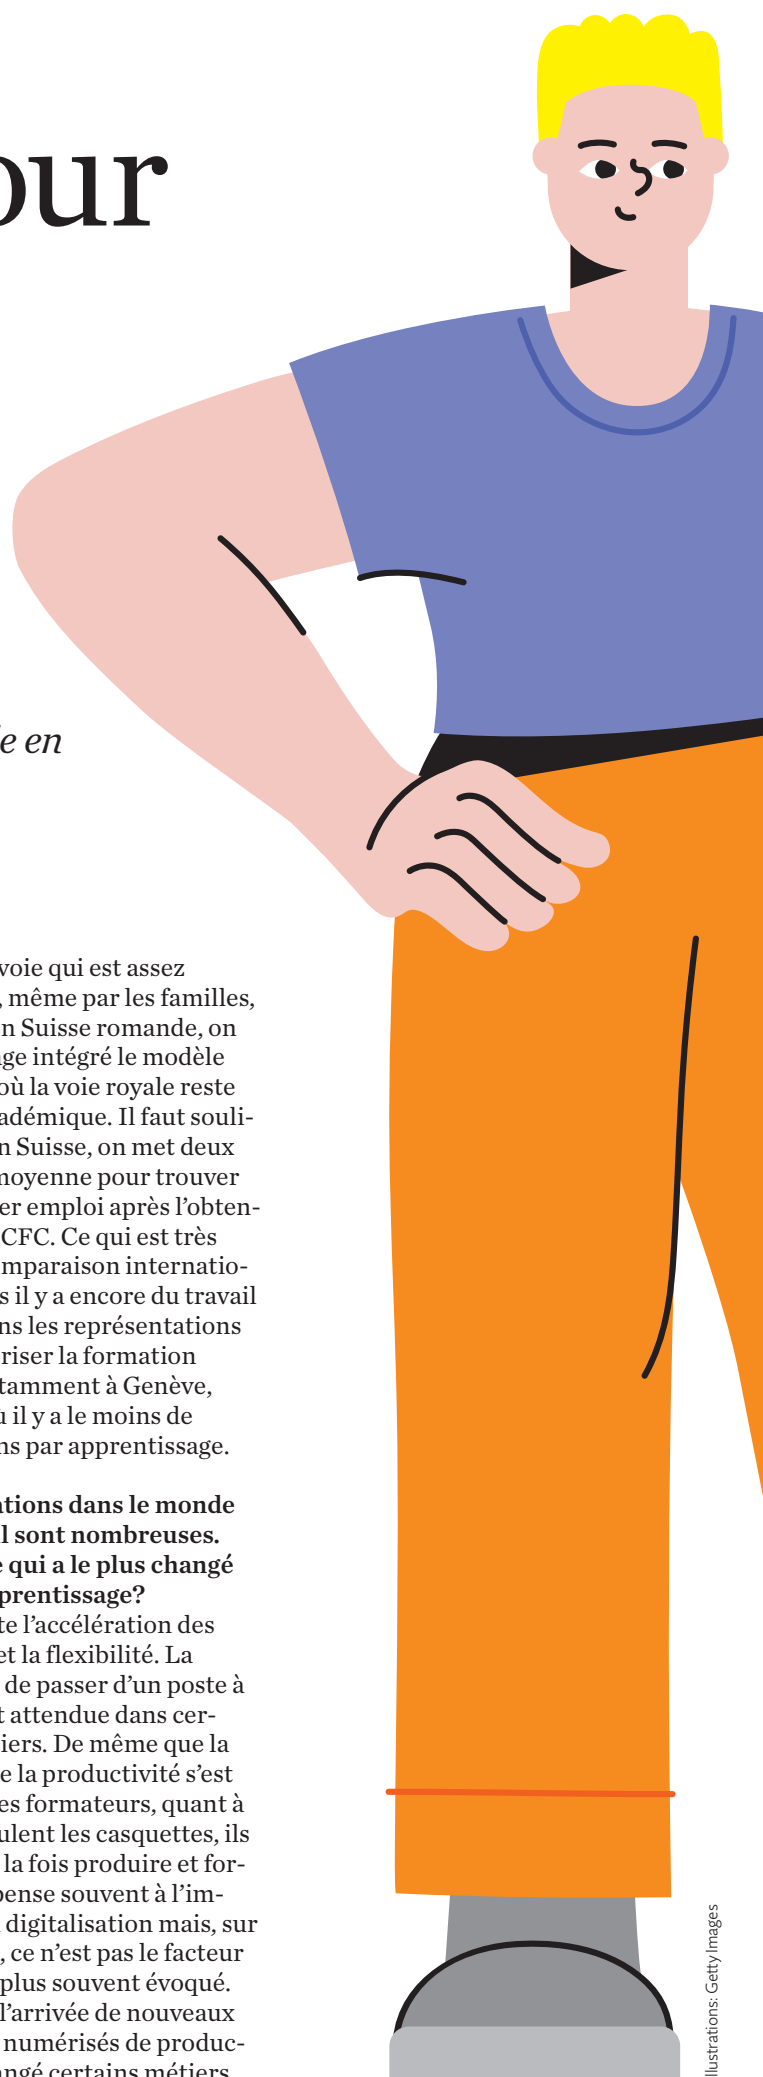 our
e en
voie qui est assez
, même par les familles,
n Suisse romande, on
ge intégré le modèle
où la voie royale reste
adémique. Il faut souli-
n Suisse, on met deux
moyenne pour trouver
er emploi après l’obten-
CFC. Ce qui est très
mparaison internatio-
s il y a encore du travail
ns les représentations
riser la formation
tamment à Genève,
ù il y a le moins de
ns par apprentissage.
ations dans le monde
l sont nombreuses.
e qui a le plus changé
prentissage?
te l’accélération des
et la flexibilité. La
de passer d’un poste à
t attendue dans cer-
iers. De même que la
e la productivité s’est
es formateurs, quant à
ulent les casquettes, ils
la fois produire et for-
pense souvent à l’im-
digitalisation mais, sur
, ce n’est pas le facteur
plus souvent évoqué.
l’arrivée de nouveaux
numérisés de produc-
angé certains métiers
Illustrations: Getty Images